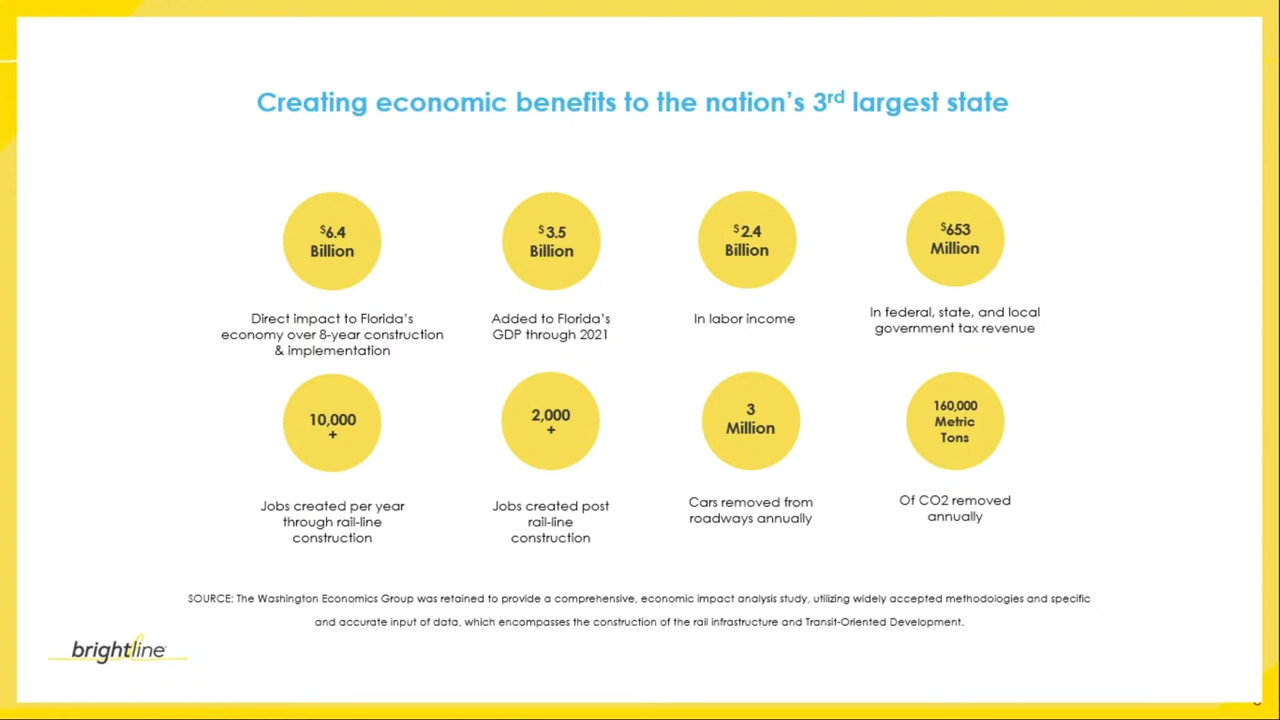 Creating economic benefits to the nation's 3rd largest state
$6.4
Billion
Direct impact to Florida's
economy over 8-year construction
& implementation
$3.5
Billion
Added to Florida's
GDP through 2021
$2.4
Billion
In labor income
$653
Million
In federal, state, and local
government tax revenue
10,000
+
Jobs created per year
through rail-line
construction
2,000
+
Jobs created post
rail-line
construction
3
Million
Cars removed from
roadways annually
160,000
Metric
Tons
Of CO2 removed
annually
SOURCE: The Washington Economics Group was retained to provide a comprehensive, economic impact analysis study, utilizing widely accepted methodologies and specific
and accurate input of data, which encompasses the construction of the rail infrastructure and Transit-Oriented Development.
brightline